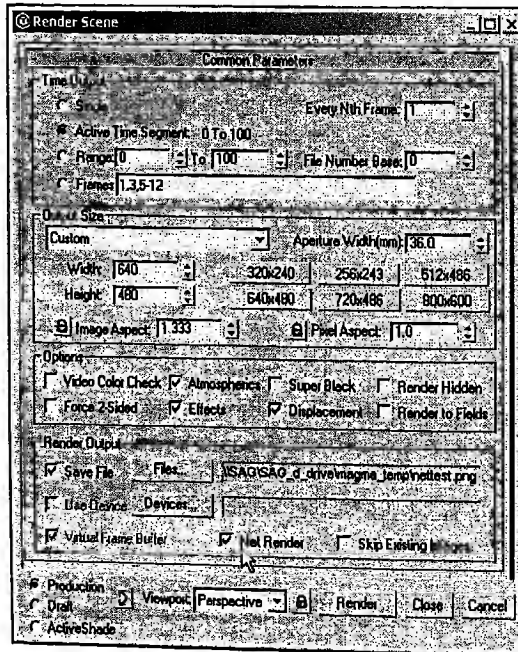 Render Scene
Common Parameters
Time Output
Single
Every Nth Frame: 1
Active Time Segment: 0 To 100
Range: 0 To 100 File Number Base: 0
Frames 1,3,5-12
Output Size
Custom Aperture Width(mm): 36.0
Width: 640 320x240 256x243 512x486
Height: 480 640x480 720x486 800x600
Image Aspect: 1.333 Pixel Aspect: 1.0
Options
Video Color Check Atmospherics Super Black Render Hidden
Force 2-Sided Effects Displacement Render to Fields
Render Output
Save File Files... \\SAG\SAG_d_drive\magma_temp\nettest.png
Use Device Devices...
Virtual Frame Buffer Net Render Skip Existing Images
Production
Draft Viewport: Perspective Render Close Cancel
ActiveShade